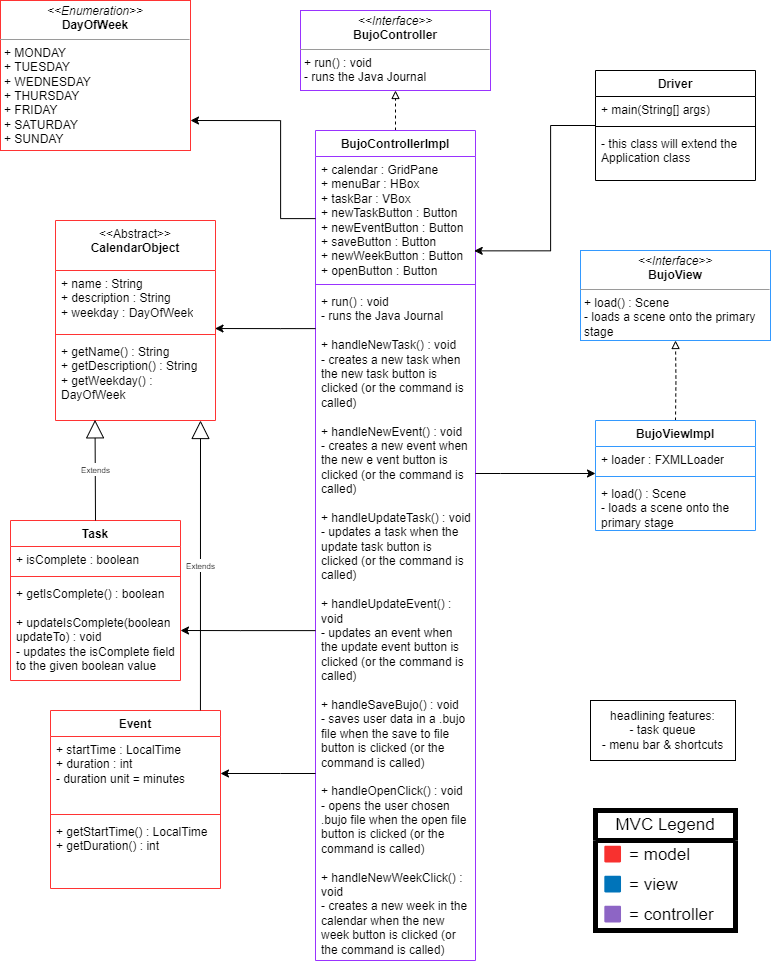 <<Enumeration>>
DayOfWeek
+ MONDAY
+ TUESDAY
+ WEDNESDAY
+ THURSDAY
+ FRIDAY
+ SATURDAY
+ SUNDAY
<<Interface>>
BujoController
+ run() : void
- runs the Java Journal
Driver
+ main(String[] args)
- this class will extend the
Application class
BujoControllerImpl
+ calendar : GridPane
+ menuBar : HBox
+ taskBar : VBox
+ newTaskButton : Button
+ newEventButton : Button
+ saveButton : Button
+ newWeekButton : Button
+ openButton : Button
+ run() : void
- runs the Java Journal
+ handleNewTask() : void
- creates a new task when
the new task button is
clicked (or the command is
called)
+ handleNewEvent() : void
- creates a new event when
the new e vent button is
clicked (or the command is
called)
+ handleUpdateTask() : void
- updates a task when the
update task button is
clicked (or the command is
called)
+ handleUpdateEvent() :
void
- updates an event when
the update event button is
clicked (or the command is
called)
+ handleSaveBujo() : void
- saves user data in a .bujo
file when the save to file
button is clicked (or the
command is called)
+ handleOpenClick() : void
- opens the user chosen
.bujo file when the open file
button is clicked (or the
command is called)
+ handleNewWeekClick() :
void
- creates a new week in the
calendar when the new
week button is clicked (or
the command is called)
<<Abstract>>
CalendarObject
+ name : String
+ description : String
+ weekday : DayOfWeek
+ getName() : String
+ getDescription() : String
+ getWeekday() :
DayOfWeek
Extends
Extends
Task
+ isComplete : boolean
+ getIsComplete() : boolean
+ updateIsComplete(boolean
updateTo) : void
- updates the isComplete field
to the given boolean value
Event
+ startTime : LocalTime
+ duration : int
- duration unit = minutes
+ getStartTime() : LocalTime
+ getDuration() : int
<<Interface>>
BujoView
+ load() : Scene
- loads a scene onto the primary
stage
BujoViewImpl
+ loader : FXMLLoader
+ load() : Scene
- loads a scene onto the
primary stage
headlining features:
- task queue
- menu bar & shortcuts
MVC Legend
= model
= view
= controller